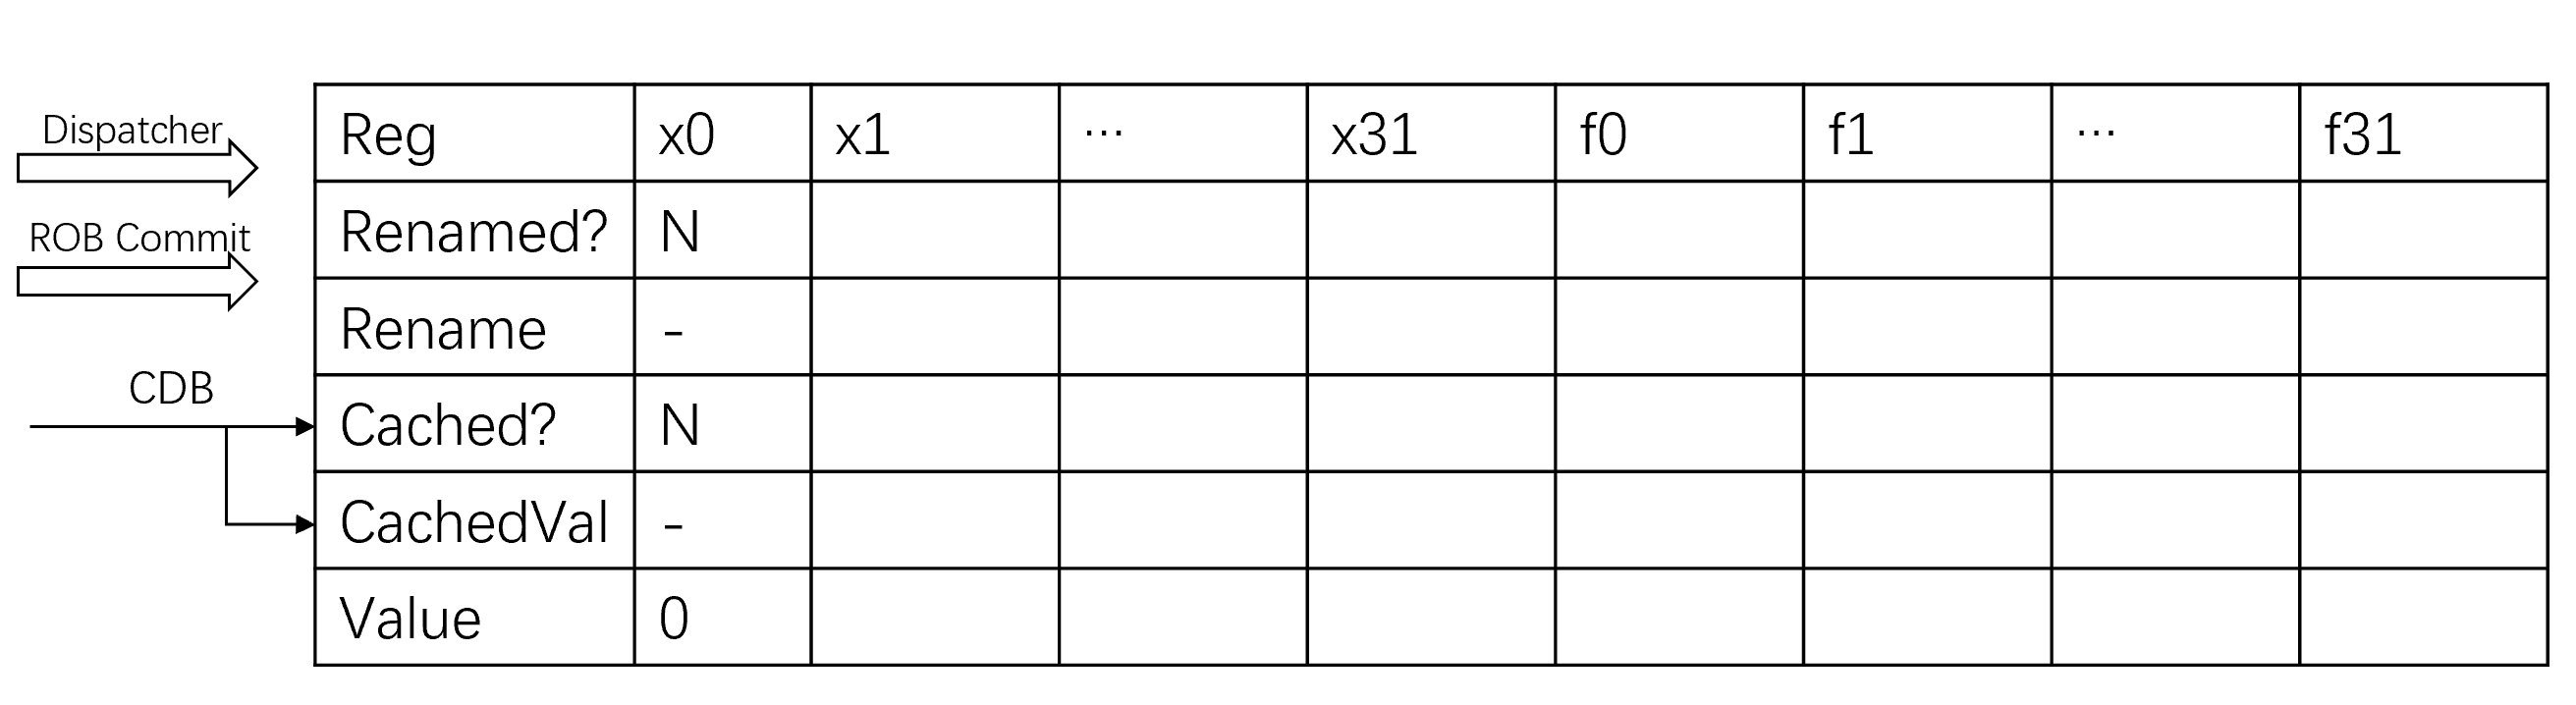 Dispatcher
ROB Commit
CDB
Reg x0 x1 ... x31 f0 f1 ... f31
Renamed? N
Rename -
Cached? N
CachedVal -
Value 0